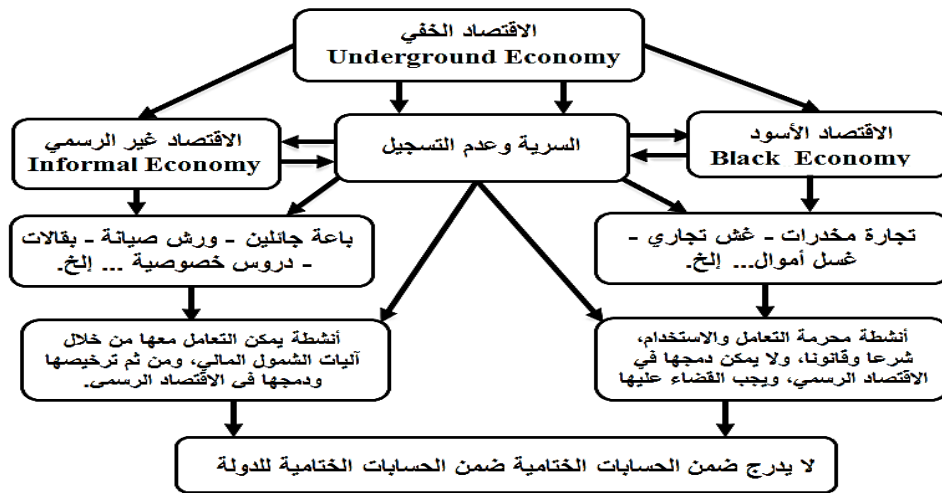 الاقتصاد الخفي
Underground Economy
الاقتصاد الأسود
Black Economy
السرية وعدم التسجيل
الاقتصاد غير الرسمي
Informal Economy
تجارة مخدرات - غش تجاري -
غسل أموال... إلخ.
باعة جائلين - ورش صيانة - بقالات
- دروس خصوصية ... إلخ.
أنشطة محرمة التعامل والاستخدام،
شرعا وقانونا، ولا يمكن دمجها في
الاقتصاد الرسمي، ويجب القضاء عليها
أنشطة يمكن التعامل معها من خلال
آليات الشمول المالي، ومن ثم ترخيصها
ودمجها في الاقتصاد الرسمي.
لا يدرج ضمن الحسابات الختامية ضمن الحسابات الختامية للدولة